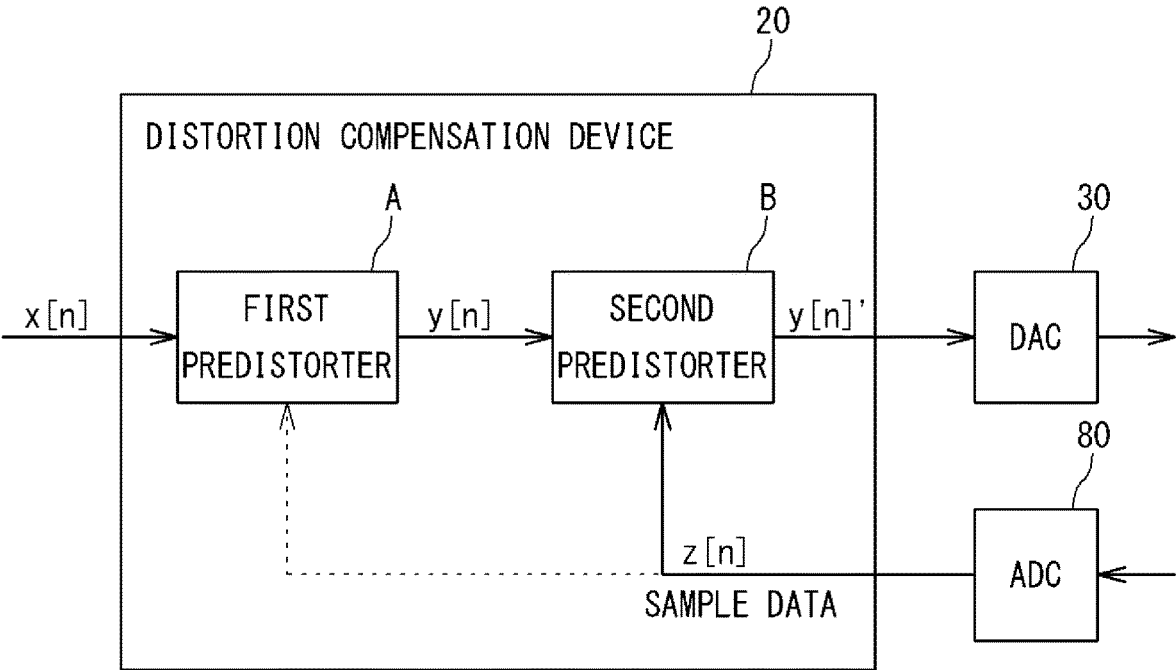 20
DISTORTION COMPENSATION DEVICE
A
B
30
x[n]
FIRST
PREDISTORTER
y[n]
SECOND
PREDISTORTER
y[n]'
DAC
80
z[n]
SAMPLE DATA
ADC